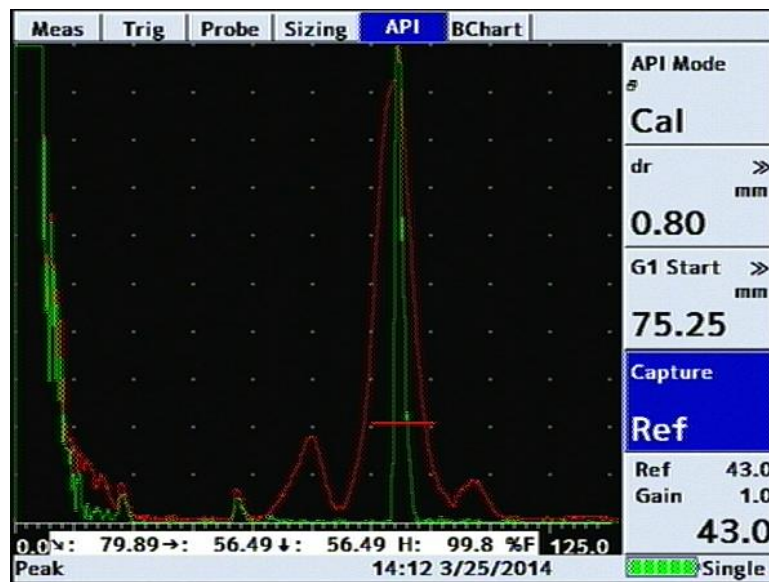 Meas Trig Probe Sizing API BChart
API Mode
Cal
dr
mm
0.80
G1 Start
mm
75.25
Capture
Ref
Ref 43.0
Gain 1.0
43.0
0.0 ↘: 79.89 →: 56.49 ↓: 56.49 H: 99.8 %F 125.0
Peak 14:12 3/25/2014 Single